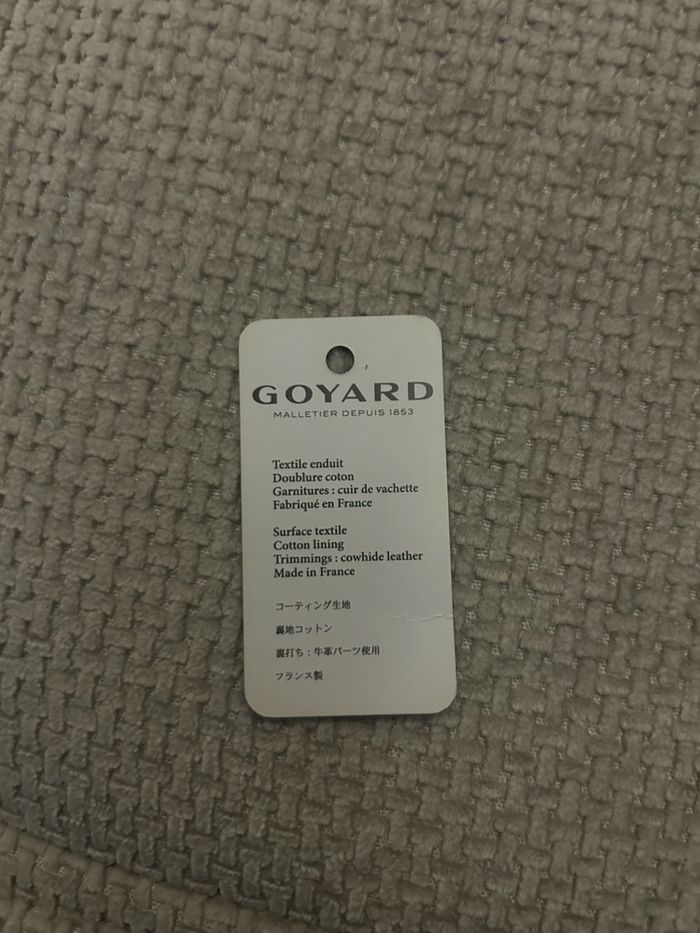 GOYARD
MALLETIER DEPUIS 1853
Textile enduit
Doublure coton
Garnitures : cuir de vachette
Fabriqué en France
Surface textile
Cotton lining
Trimmings : cowhide leather
Made in France
コーティング生地
裏地コットン
裏打ち：牛革パーツ使用
フランス製